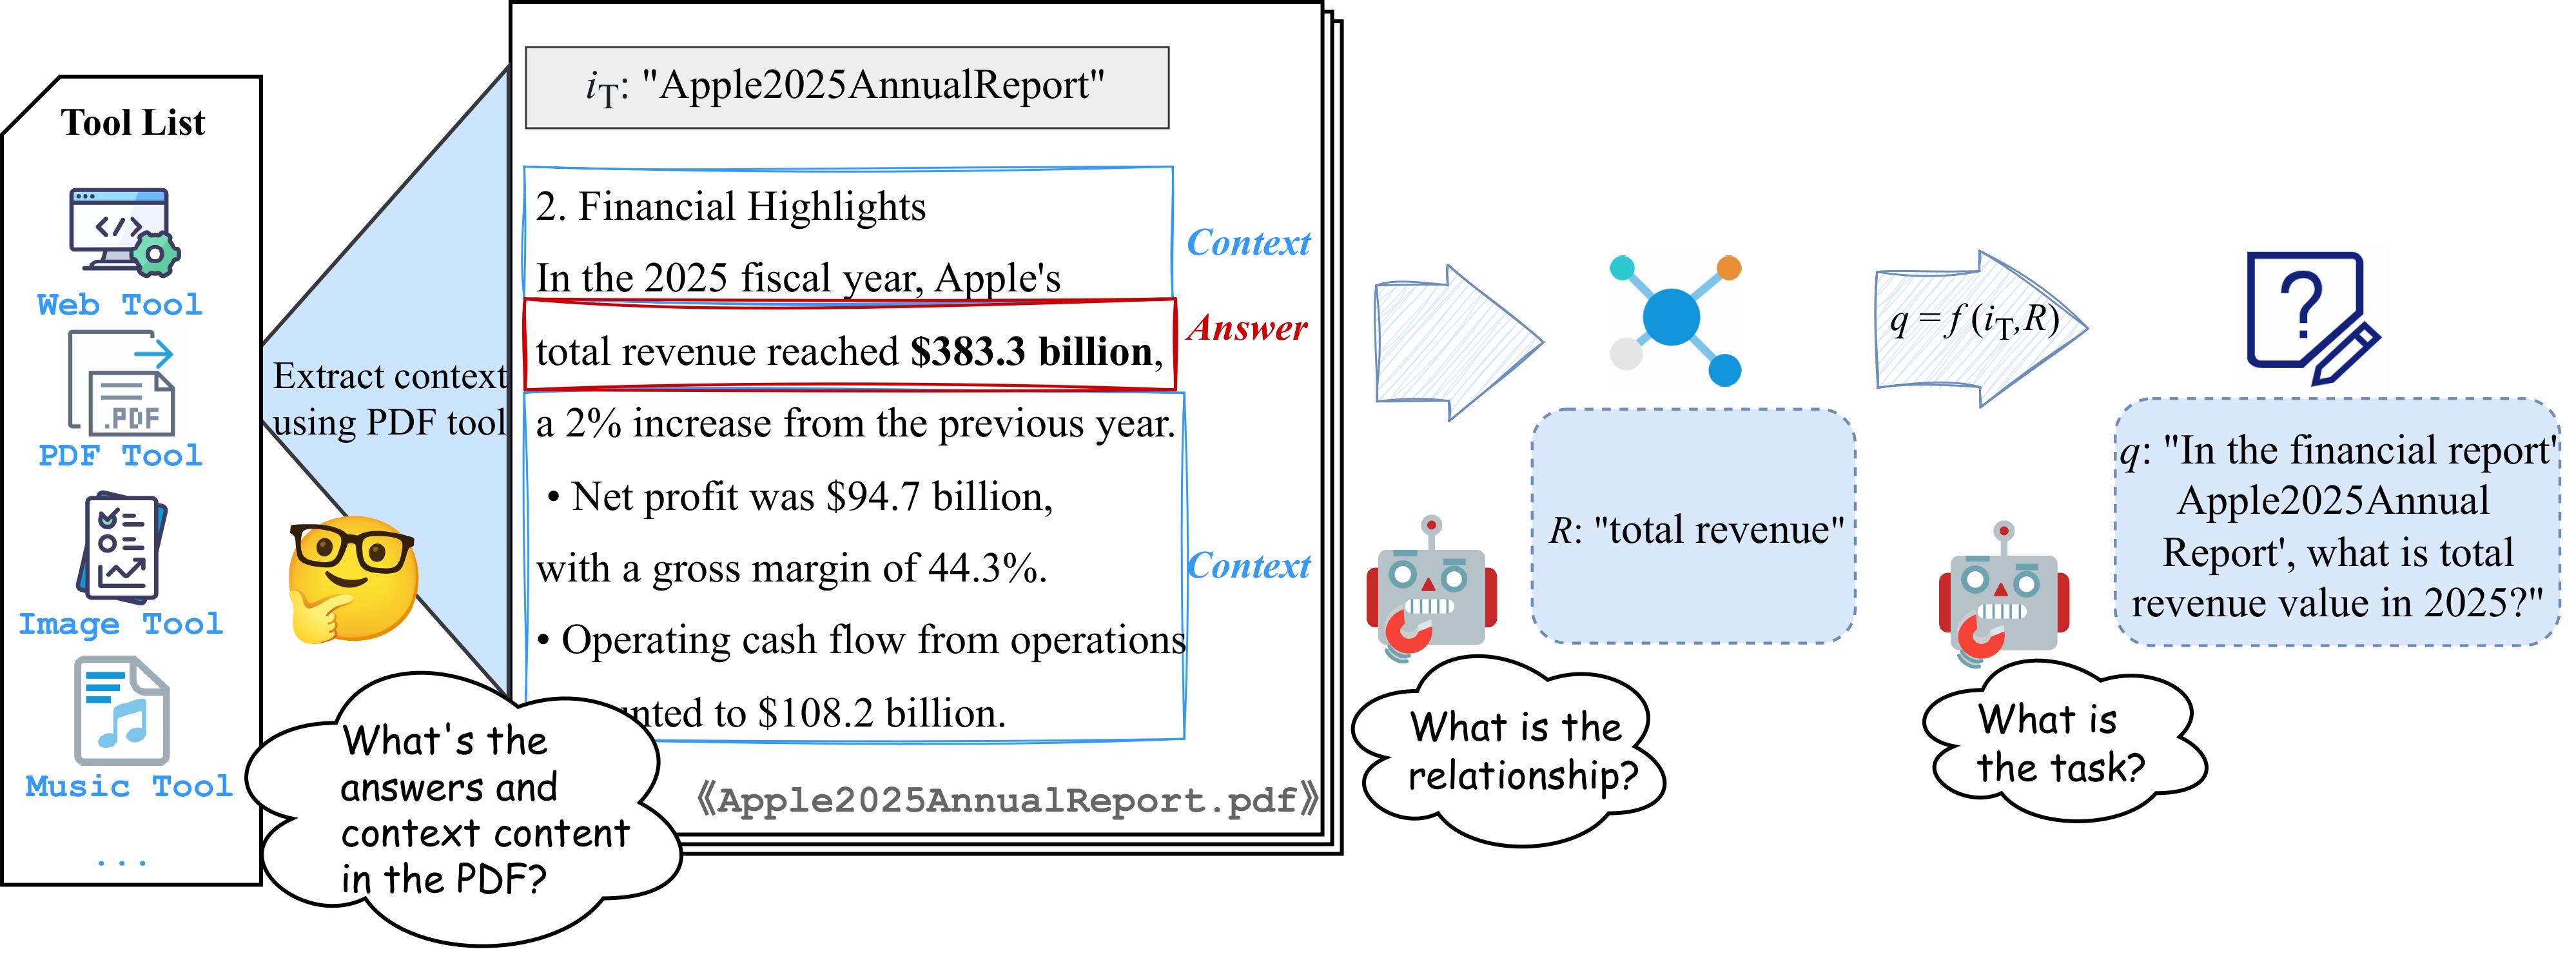 Tool List
Web Tool
.PDF
PDF Tool
Image Tool
Music Tool
...
Extract context
using PDF tool
What's the
answers and
context content
in the PDF?
iT: "Apple2025AnnualReport"
2. Financial Highlights
In the 2025 fiscal year, Apple's
Context
total revenue reached $383.3 billion,
Answer
a 2% increase from the previous year.
• Net profit was $94.7 billion,
with a gross margin of 44.3%.
Context
• Operating cash flow from operations
to $108.2 billion.
《Apple2025AnnualReport.pdf》
R: "total revenue"
What is the
relationship?
q = f (iT,R)
q: "In the financial report'
Apple2025Annual
Report', what is total
revenue value in 2025?"
What is
the task?